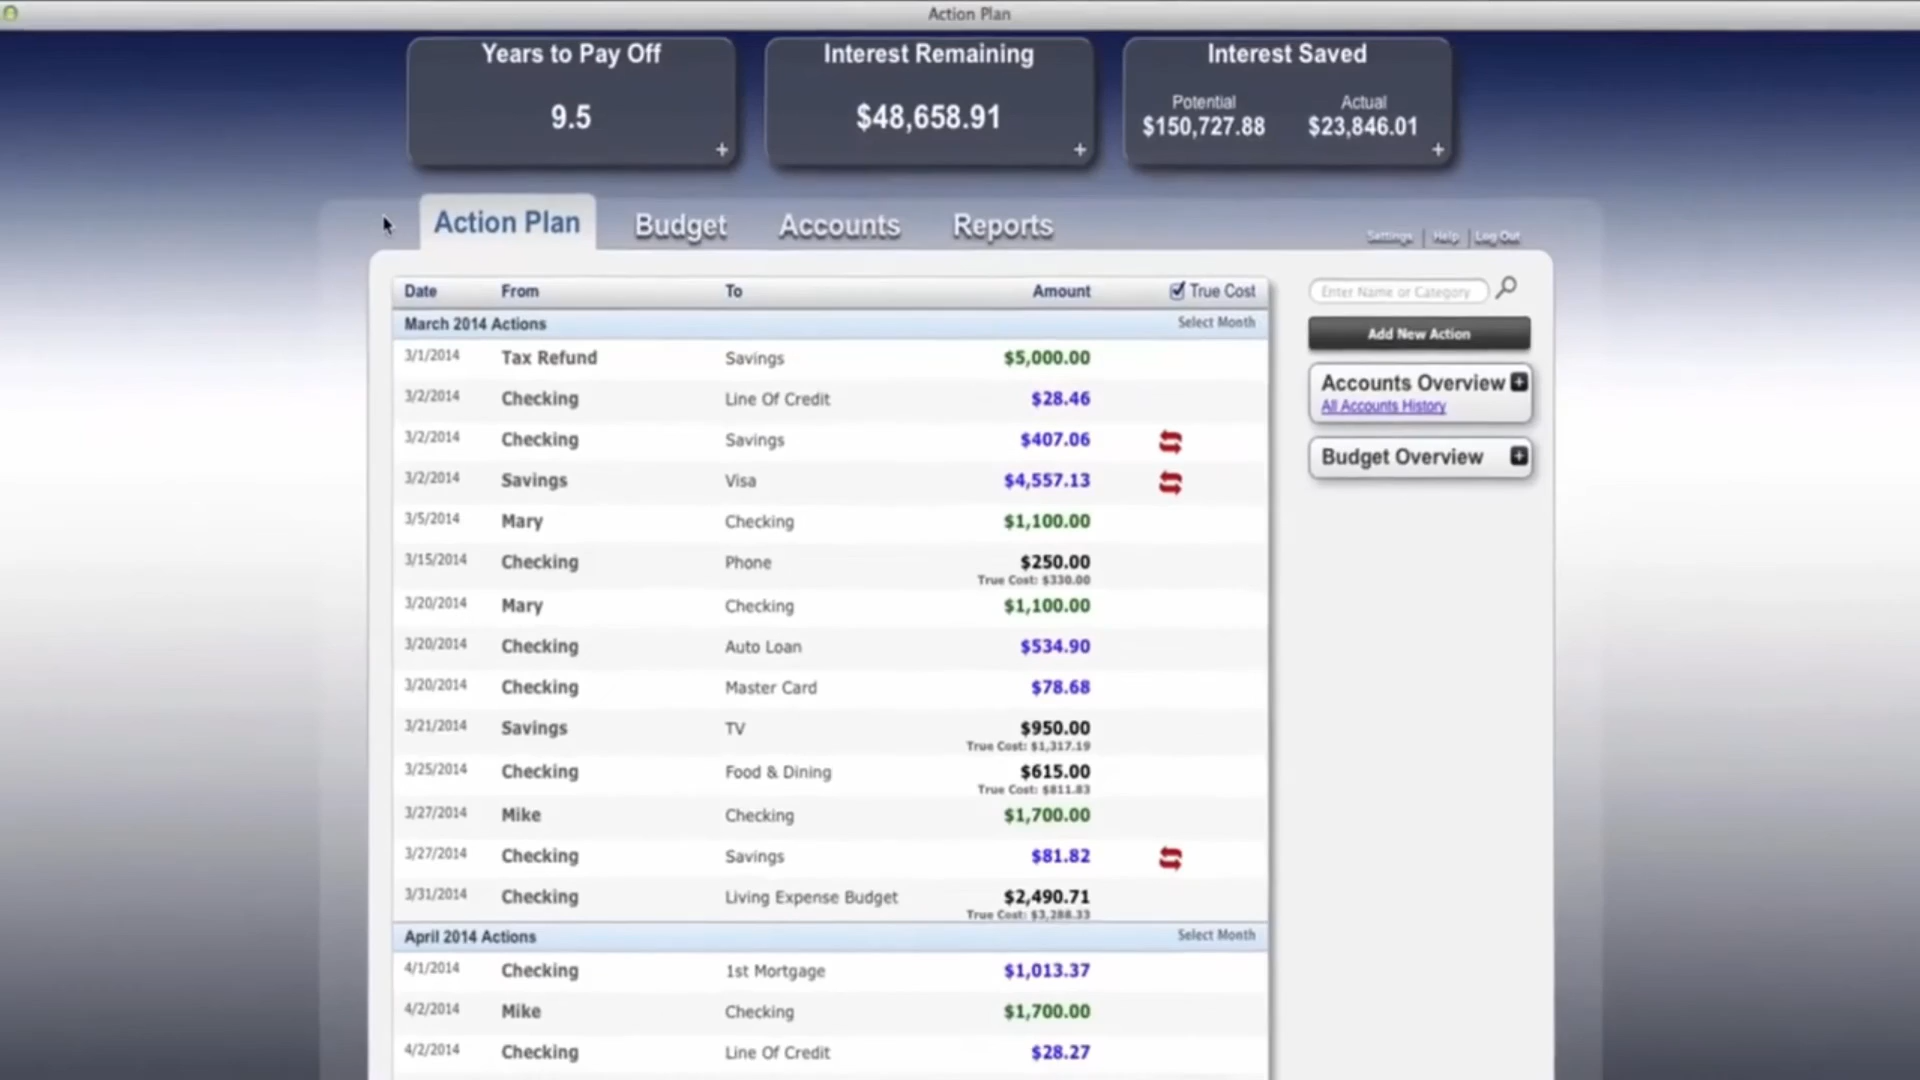 Action Plan
Years to Pay Off
9.5
+
Interest Remaining
$48,658.91
+
Interest Saved
Potential Actual
$150,727.88 $23,846.01
+
Action Plan Budget Accounts Reports
Settings | Help | Log Out
Date From To Amount True Cost
March 2014 Actions Select Month
3/1/2014 Tax Refund Savings $5,000.00
3/2/2014 Checking Line Of Credit $28.46
3/2/2014 Checking Savings $407.06
3/2/2014 Savings Visa $4,557.13
3/5/2014 Mary Checking $1,100.00
3/15/2014 Checking Phone $250.00
True Cost: $330.00
3/20/2014 Mary Checking $1,100.00
3/20/2014 Checking Auto Loan $534.90
3/20/2014 Checking Master Card $78.68
3/21/2014 Savings TV $950.00
True Cost: $1,317.19
3/25/2014 Checking Food & Dining $615.00
True Cost: $811.83
3/27/2014 Mike Checking $1,700.00
3/27/2014 Checking Savings $81.82
3/31/2014 Checking Living Expense Budget $2,490.71
True Cost: $3,288.33
April 2014 Actions Select Month
4/1/2014 Checking 1st Mortgage $1,013.37
4/2/2014 Mike Checking $1,700.00
4/2/2014 Checking Line Of Credit $28.27
Enter Name or Category
Add New Action
Accounts Overview +
All Accounts History
Budget Overview +